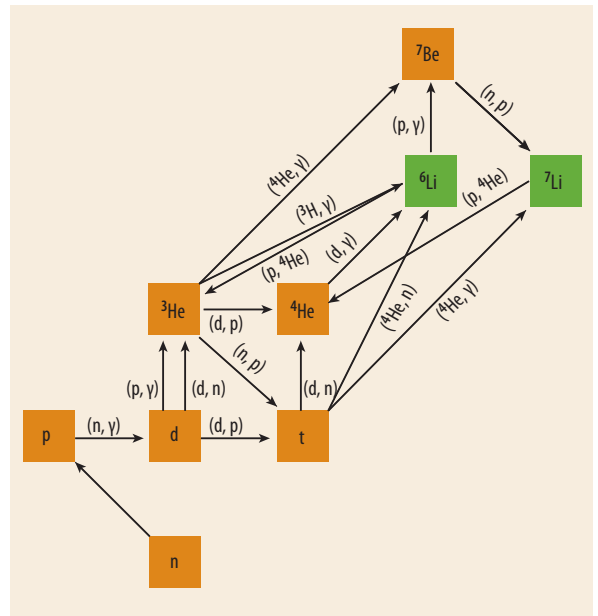 ⁷Be
(n, p)
(p, γ)
(⁴He, γ)
⁶Li
⁷Li
(p, ⁴He)
(³H, γ)
(d, γ)
(p, ⁴He)
(⁴He, n)
(⁴He, γ)
³He
⁴He
(d, p)
(n, p)
(p, γ)
(d, n)
(d, n)
p
(n, γ)
d
(d, p)
t
n